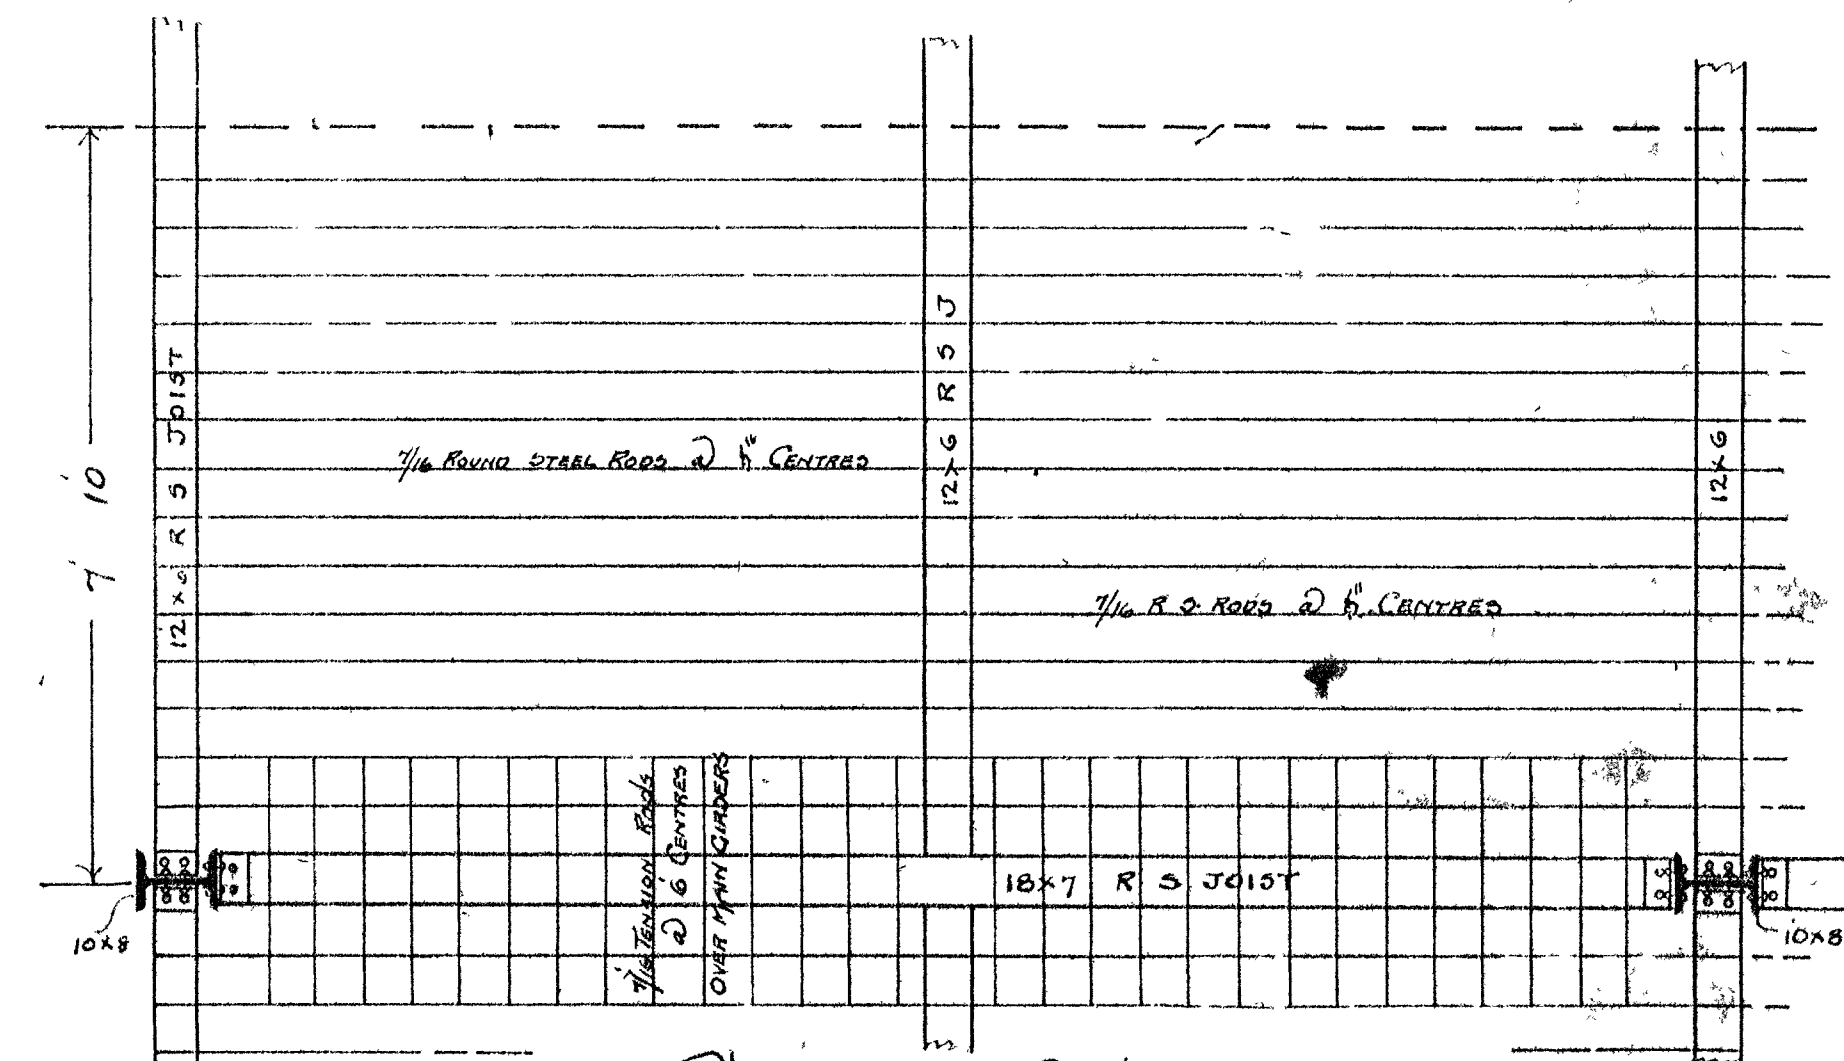 12×6 R S JOIST
12×6 R S J
12×6
7' 10
7/16 ROUND STEEL RODS @ 5" CENTRES
7/16 R S. RODS @ 5" CENTRES
7/16 TENSION RODS
@ 6 CENTRES
OVER MAIN GIRDERS
18×7 R S JOIST
10×8
10×8